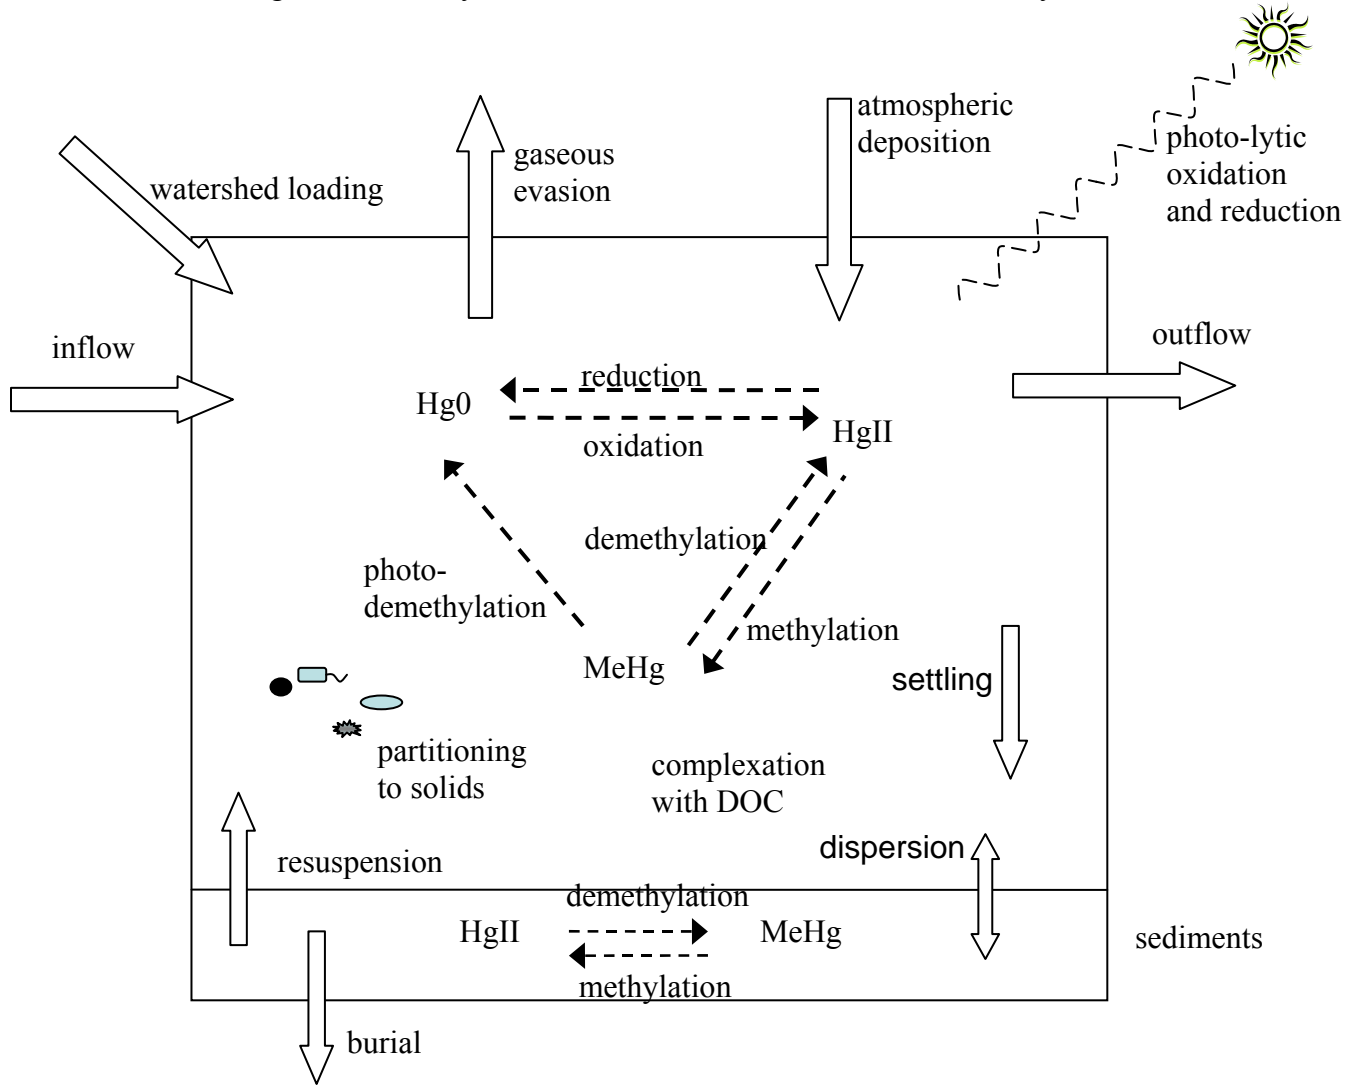 atmospheric
deposition
photo-lytic
oxidation
and reduction
gaseous
evasion
watershed loading
inflow
outflow
reduction
Hg0
HgII
oxidation
demethylation
photo-
demethylation
methylation
MeHg
settling
partitioning
to solids
complexation
with DOC
dispersion
resuspension
demethylation
HgII
MeHg
sediments
methylation
burial